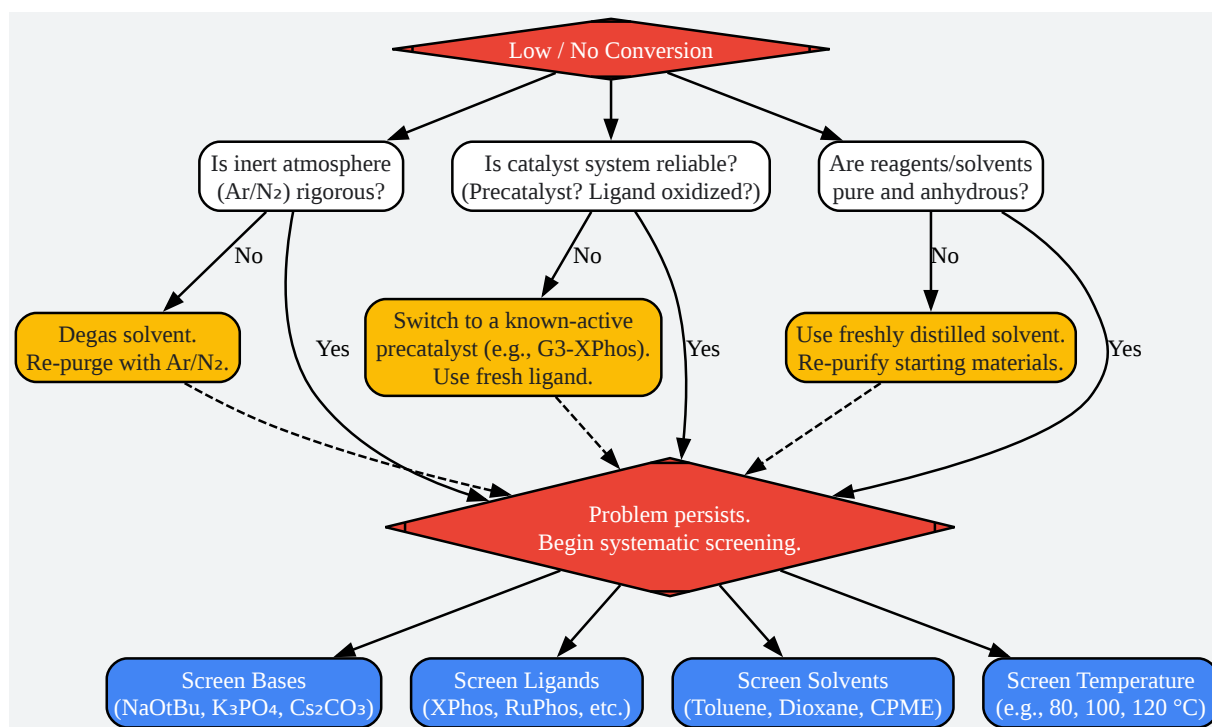 Low / No Conversion
Is inert atmosphere
(Ar/N₂) rigorous?
Is catalyst system reliable?
(Precatalyst? Ligand oxidized?)
Are reagents/solvents
pure and anhydrous?
No
No
No
Degas solvent.
Re-purge with Ar/N₂.
Yes
Switch to a known-active
precatalyst (e.g., G3-XPhos).
Use fresh ligand.
Yes
Use freshly distilled solvent.
Re-purify starting materials.
Yes
Problem persists.
Begin systematic screening.
Screen Bases
(NaOtBu, K₃PO₄, Cs₂CO₃)
Screen Ligands
(XPhos, RuPhos, etc.)
Screen Solvents
(Toluene, Dioxane, CPME)
Screen Temperature
(e.g., 80, 100, 120 °C)